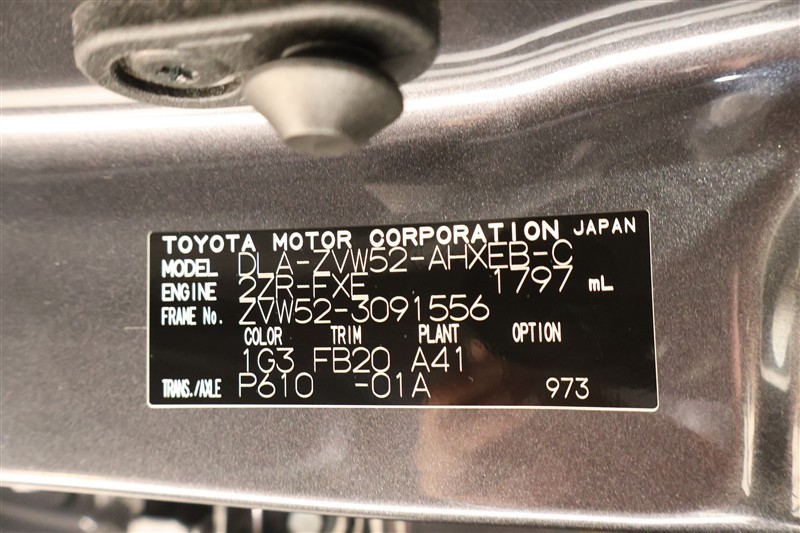 TOYOTA MOTOR CORPORATION JAPAN
MODEL DLA-ZVW52-AHXEB-C
ENGINE 2ZR-FXE 1797 mL
FRAME No. ZVW52-3091556
COLOR TRIM PLANT OPTION
1G3 FB20 A41
TRANS./AXLE P610 -01A 973